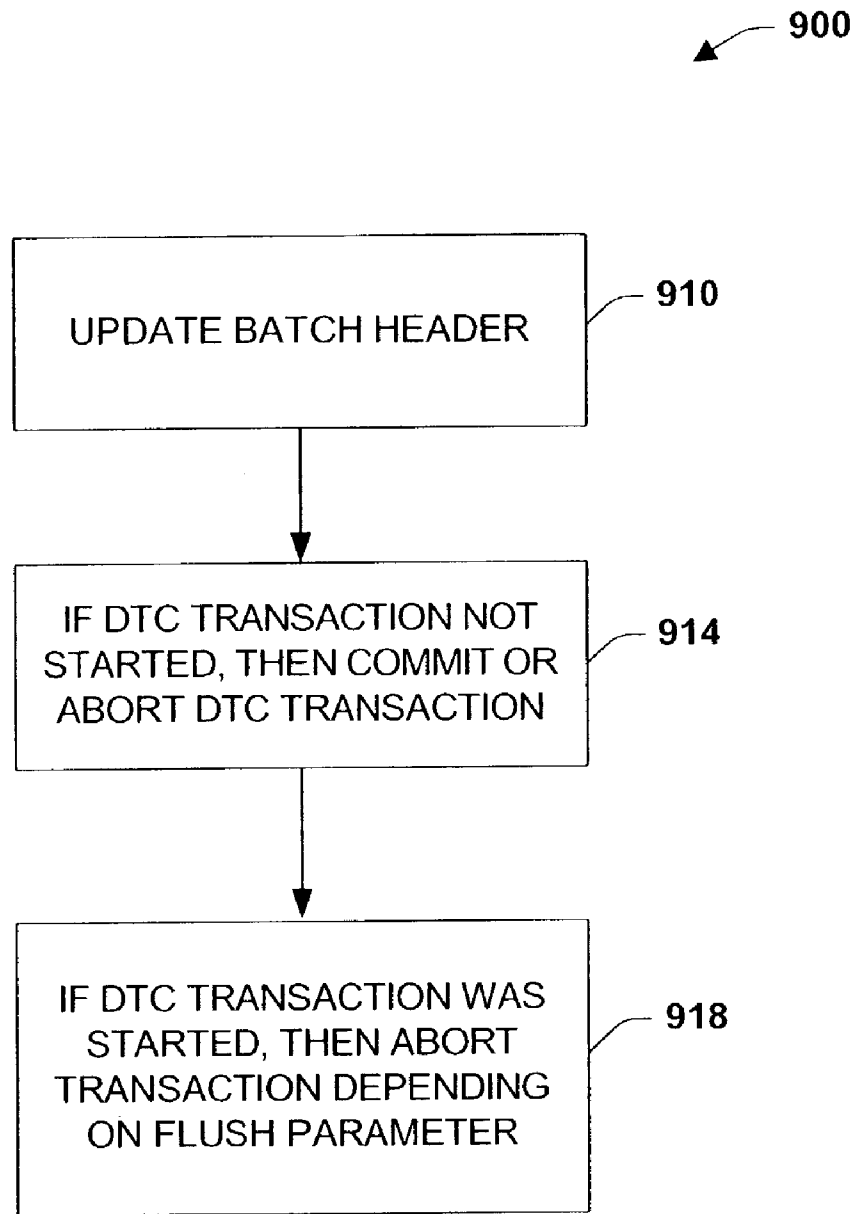 900
UPDATE BATCH HEADER
910
IF DTC TRANSACTION NOT
STARTED, THEN COMMIT OR
ABORT DTC TRANSACTION
914
IF DTC TRANSACTION WAS
STARTED, THEN ABORT
TRANSACTION DEPENDING
ON FLUSH PARAMETER
918